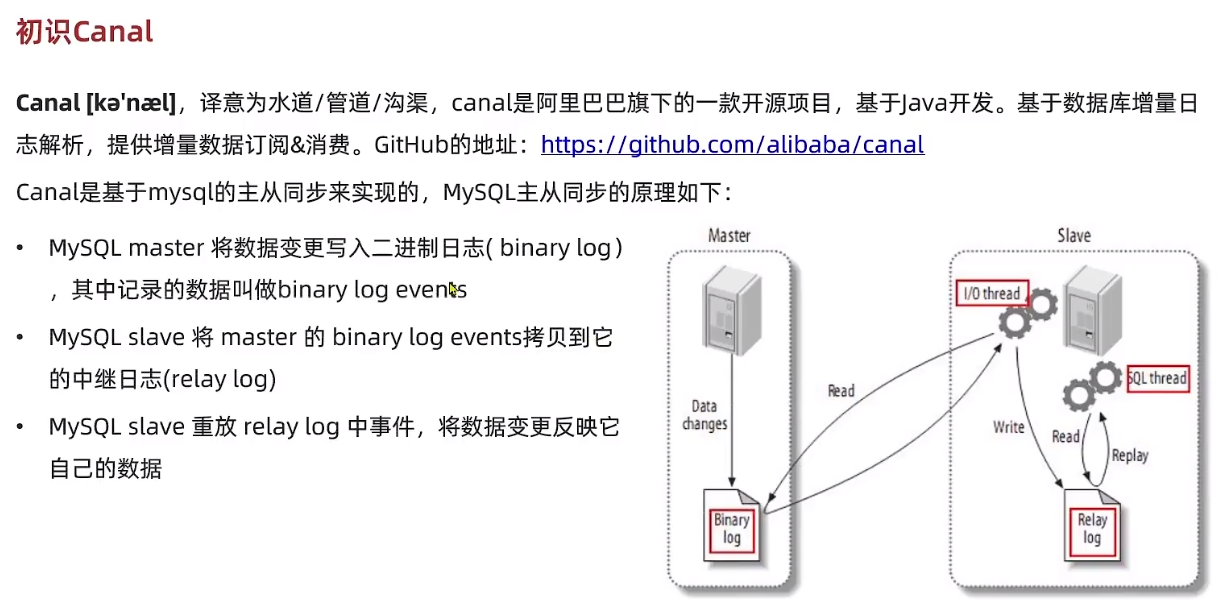 初识Canal
Canal [kə'næl]，译意为水道/管道/沟渠，canal是阿里巴巴旗下的一款开源项目，基于Java开发。基于数据库增量日
志解析，提供增量数据订阅&消费。GitHub的地址：https://github.com/alibaba/canal
Canal是基于mysql的主从同步来实现的，MySQL主从同步的原理如下：
• MySQL master 将数据变更写入二进制日志( binary log）
，其中记录的数据叫做binary log events
• MySQL slave 将 master 的 binary log events拷贝到它
的中继日志(relay log)
• MySQL slave 重放 relay log 中事件，将数据变更反映它
自己的数据
Master
Slave
I/O thread
SQL thread
Read
Data
changes
Write
Read
Replay
Binary
log
Relay
log